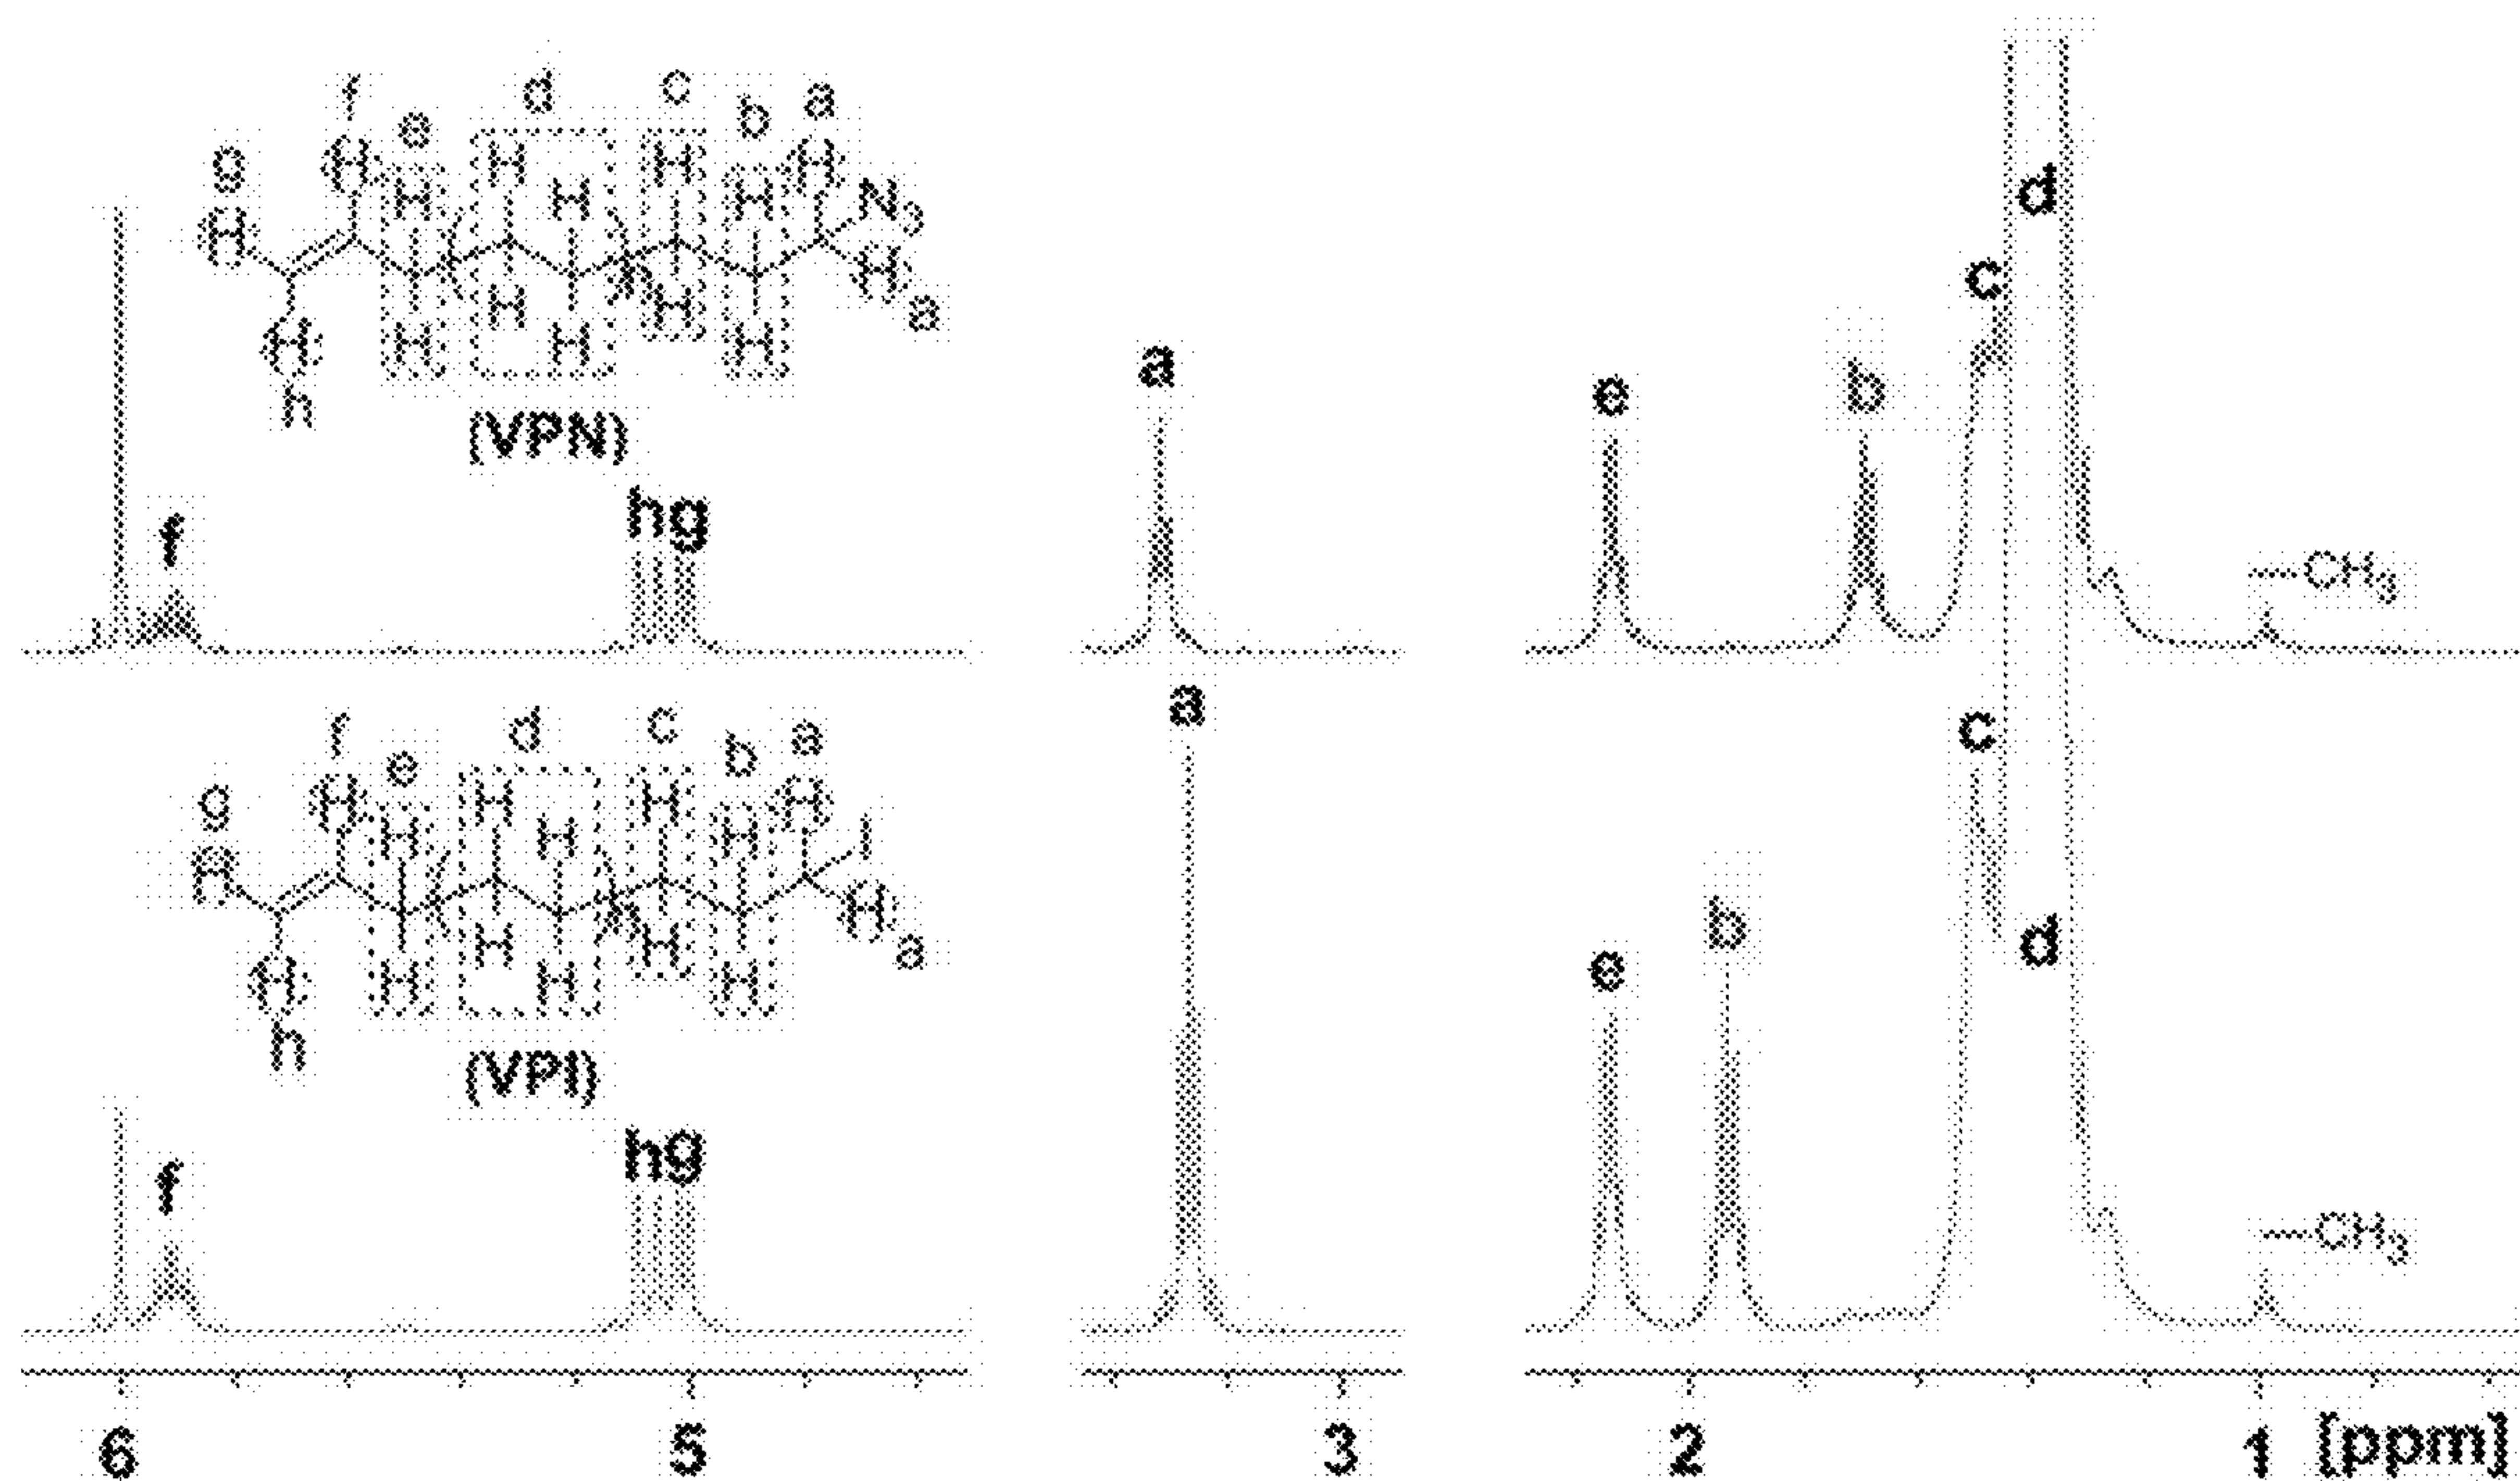 f d c
e b a
g H H H
H H N3
H
H H
H H a
H H H
h
(VPN)
f hg a e b c d
—CH3
f d c
e b a
g H H H H
H H I
H
H H H
H H H H a
h
(VPI)
f hg a e b c d
—CH3
6 5 3 2 1 [ppm]